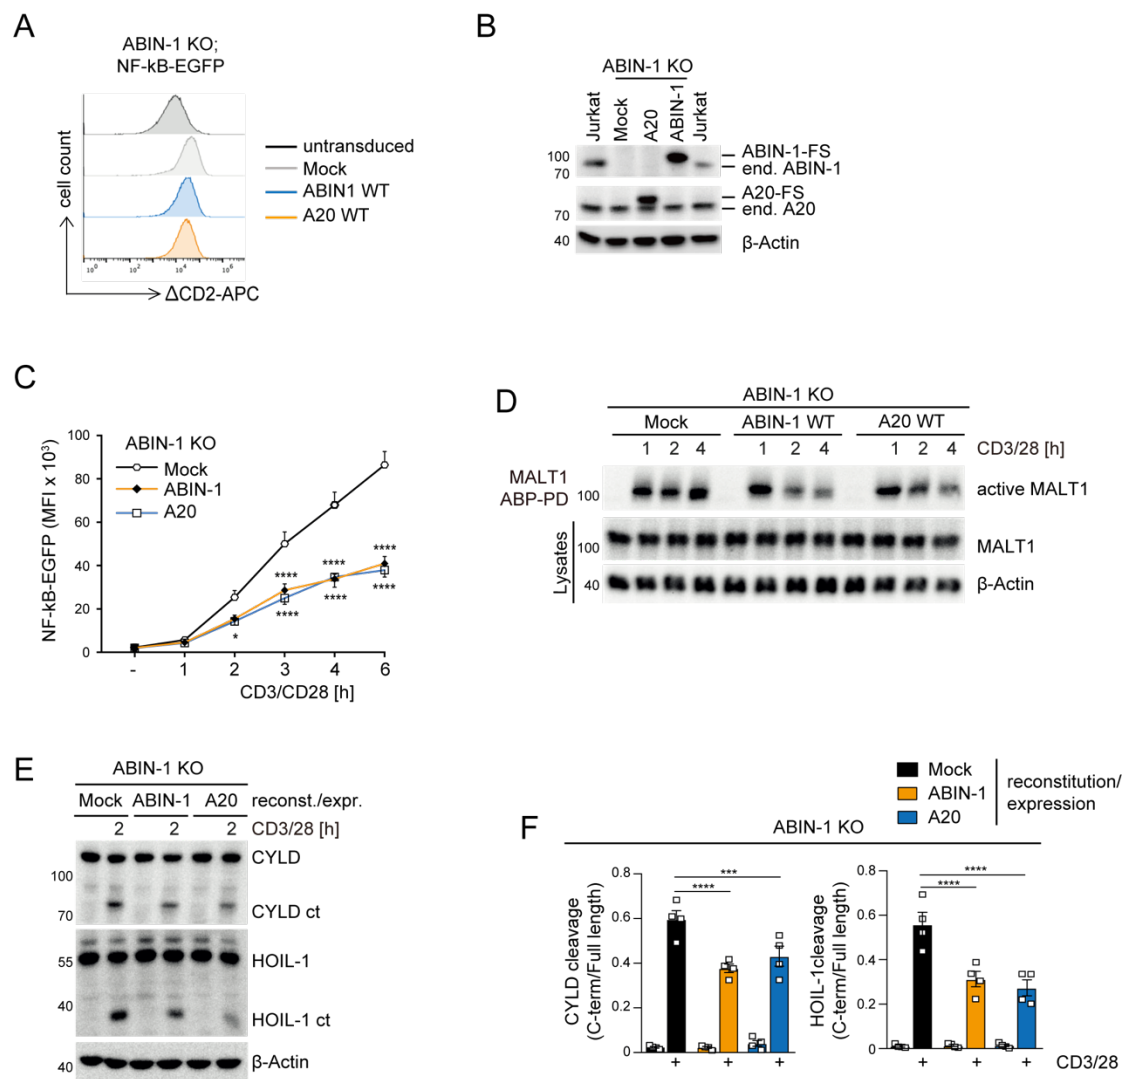 A
ABIN-1 KO;
NF-kB-EGFP
cell count
untransduced
Mock
ABIN1 WT
A20 WT
10⁰ 10² 10⁴ 10⁶
ΔCD2-APC
B
ABIN-1 KO
Jurkat Mock A20 ABIN-1 Jurkat
100
70
ABIN-1-FS
end. ABIN-1
70
A20-FS
end. A20
40
β-Actin
C
NF-kB-EGFP (MFI x 10³)
100
80
60
40
20
0
ABIN-1 KO
Mock
ABIN-1
A20
**** **** ****
* **** **** ****
- 1 2 3 4 6
CD3/CD28 [h]
D
ABIN-1 KO
Mock ABIN-1 WT A20 WT
1 2 4 1 2 4 1 2 4 CD3/28 [h]
MALT1
ABP-PD
100
active MALT1
Lysates
100
MALT1
40
β-Actin
E
ABIN-1 KO
Mock ABIN-1 A20 reconst./expr.
2 2 2 CD3/28 [h]
CYLD
100
70
CYLD ct
55
HOIL-1
40
HOIL-1 ct
40
β-Actin
F
Mock
ABIN-1
A20
reconstitution/
expression
ABIN-1 KO
CYLD cleavage
(C-term/Full length)
0.8
0.6
0.4
0.2
0
***
****
+ + +
HOIL-1cleavage
(C-term/Full length)
0.8
0.6
0.4
0.2
0
****
****
+ + + CD3/28